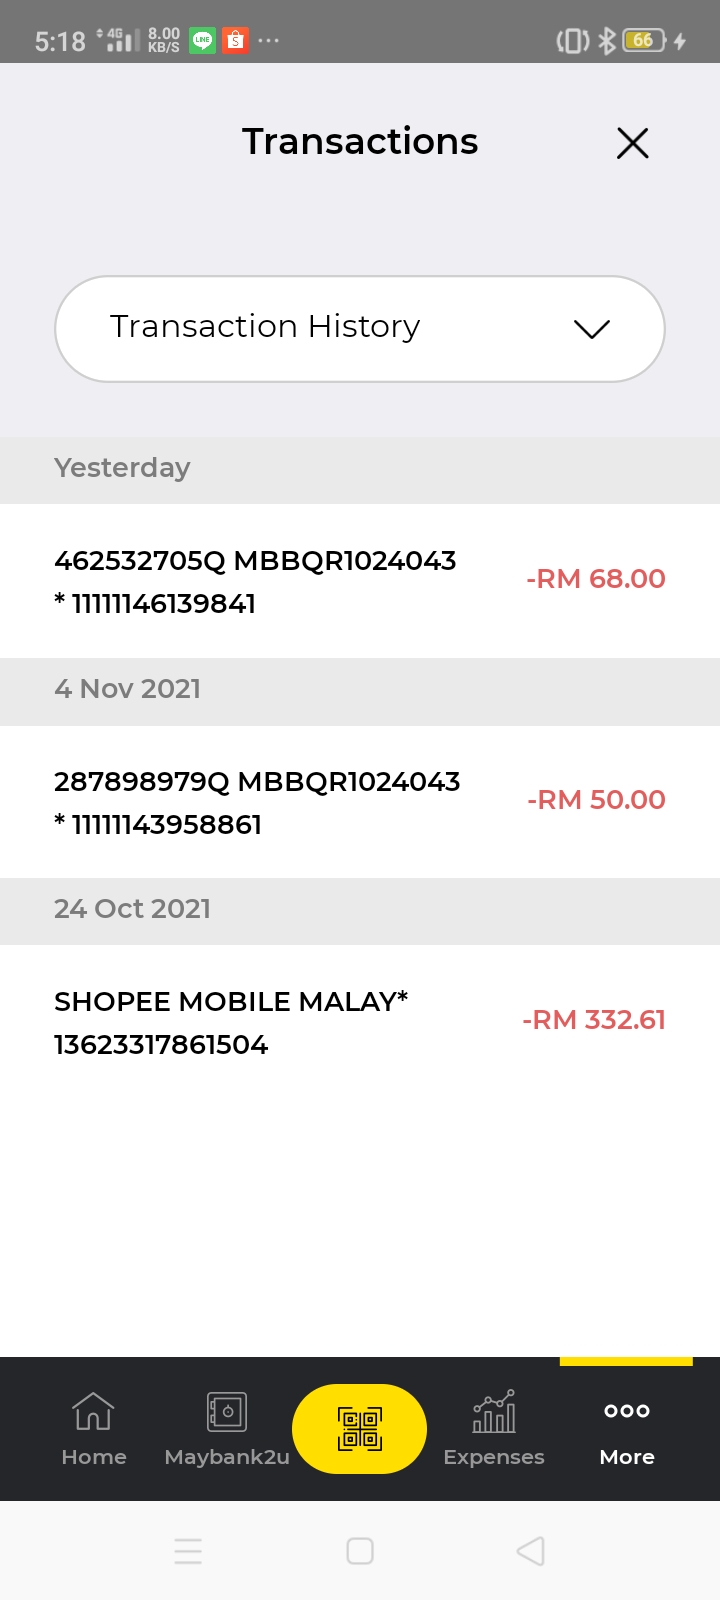 5:18 4G 8.00 KB/S LINE S ... 66
Transactions
Transaction History
Yesterday
462532705Q MBBQR1024043
* 11111146139841
-RM 68.00
4 Nov 2021
287898979Q MBBQR1024043
* 11111143958861
-RM 50.00
24 Oct 2021
SHOPEE MOBILE MALAY*
13623317861504
-RM 332.61
Home Maybank2u Expenses More